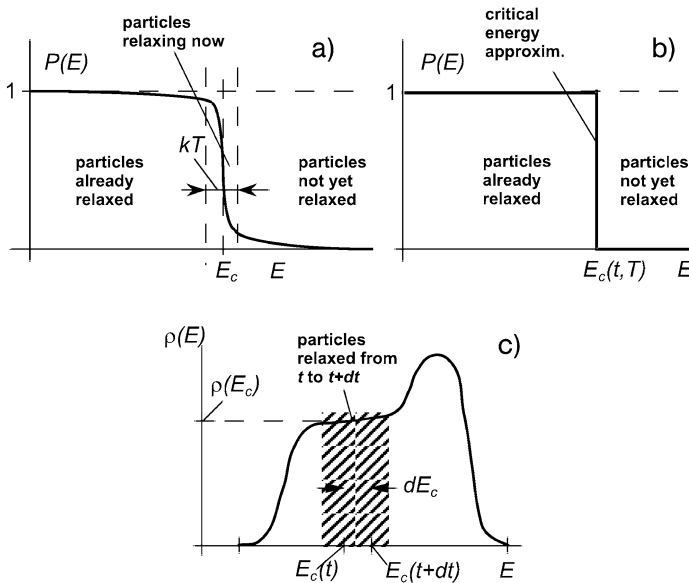 particles
relaxing now
a)
P(E)
1
kT
particles
already
relaxed
particles
not yet
relaxed
E_c
E
critical
energy
approxim.
b)
P(E)
1
particles
already
relaxed
particles
not yet
relaxed
E_c(t,T)
E
c)
ρ(E)
particles
relaxed from
t to t+dt
ρ(E_c)
dE_c
E_c(t)
E_c(t+dt)
E